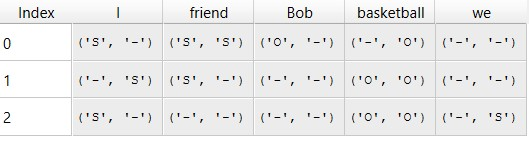 Index I friend Bob basketball we
0 ('S', '-') ('S', 'S') ('O', '-') ('-', 'O') ('-', '-')
1 ('-', 'S') ('S', '-') ('-', '-') ('O', 'O') ('-', '-')
2 ('S', '-') ('-', '-') ('-', '-') ('O', 'O') ('-', 'S')